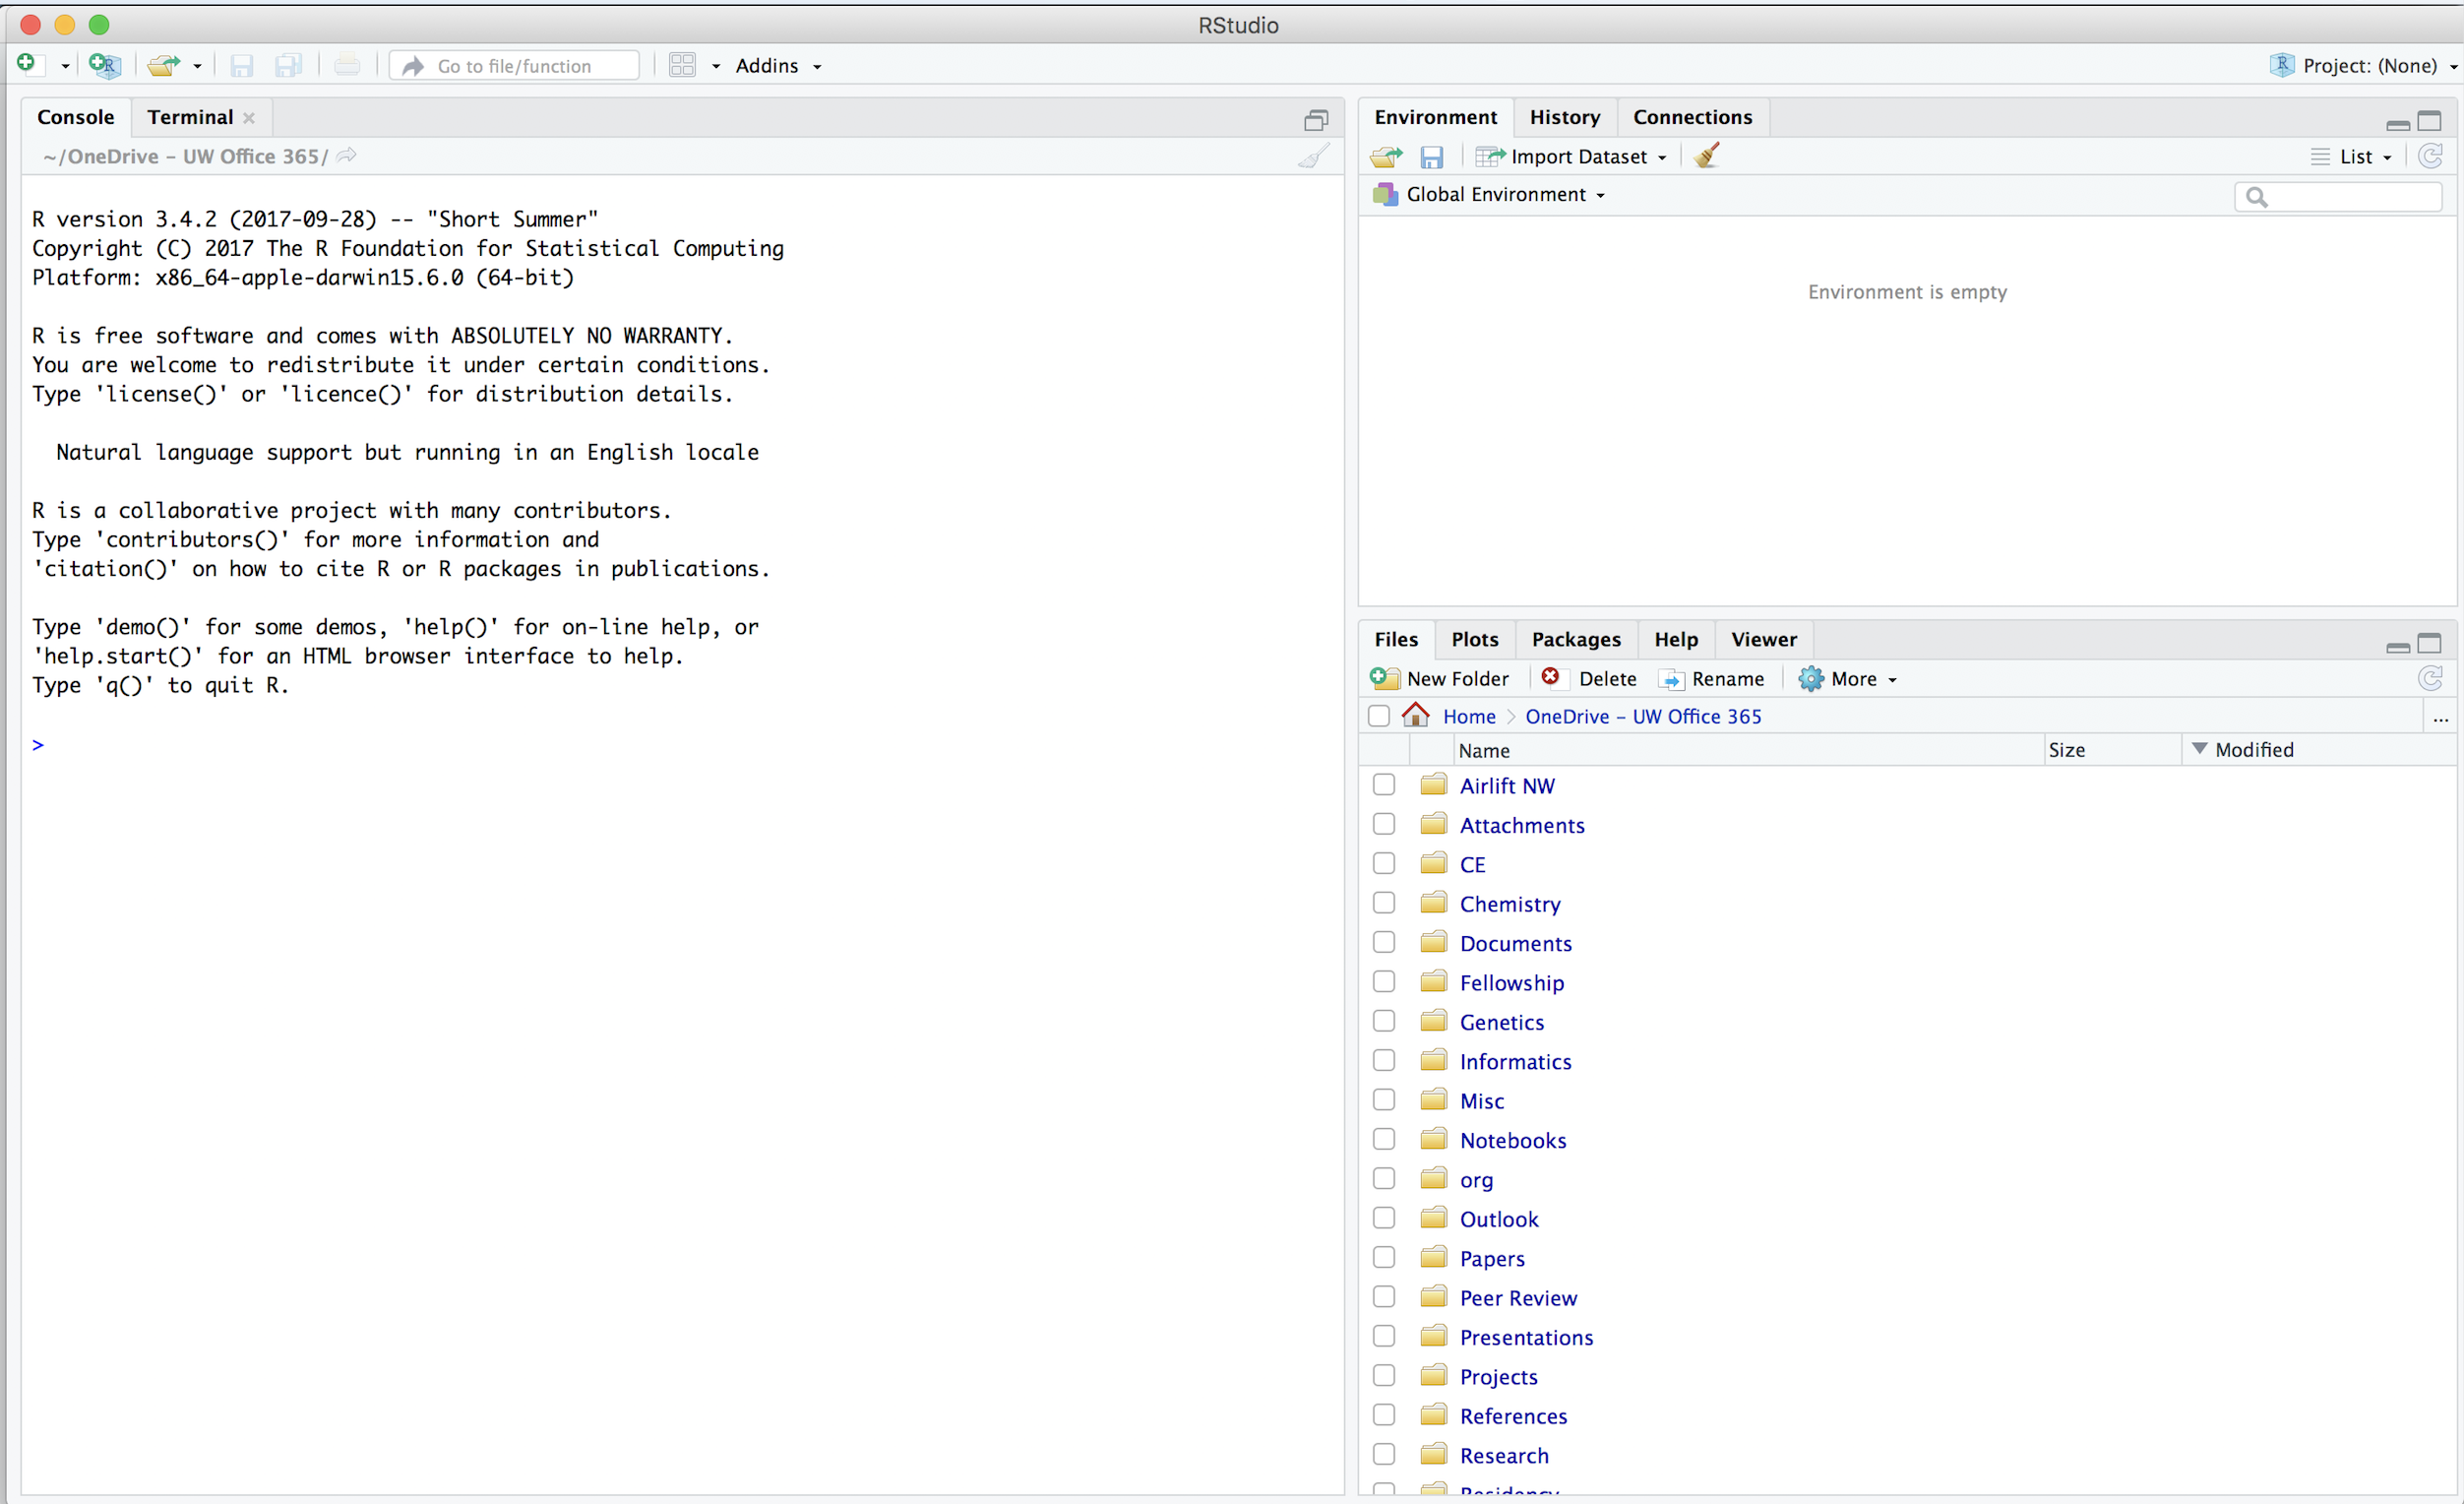 RStudio
Go to file/function
Addins
Project: (None)
Console Terminal
~/OneDrive – UW Office 365/
R version 3.4.2 (2017-09-28) -- "Short Summer"
Copyright (C) 2017 The R Foundation for Statistical Computing
Platform: x86_64-apple-darwin15.6.0 (64-bit)
R is free software and comes with ABSOLUTELY NO WARRANTY.
You are welcome to redistribute it under certain conditions.
Type 'license()' or 'licence()' for distribution details.
Natural language support but running in an English locale
R is a collaborative project with many contributors.
Type 'contributors()' for more information and
'citation()' on how to cite R or R packages in publications.
Type 'demo()' for some demos, 'help()' for on-line help, or
'help.start()' for an HTML browser interface to help.
Type 'q()' to quit R.
>
Environment History Connections
Import Dataset List
Global Environment
Environment is empty
Files Plots Packages Help Viewer
New Folder Delete Rename More
Home OneDrive – UW Office 365 ...
Name Size Modified
Airlift NW
Attachments
CE
Chemistry
Documents
Fellowship
Genetics
Informatics
Misc
Notebooks
org
Outlook
Papers
Peer Review
Presentations
Projects
References
Research
Residency